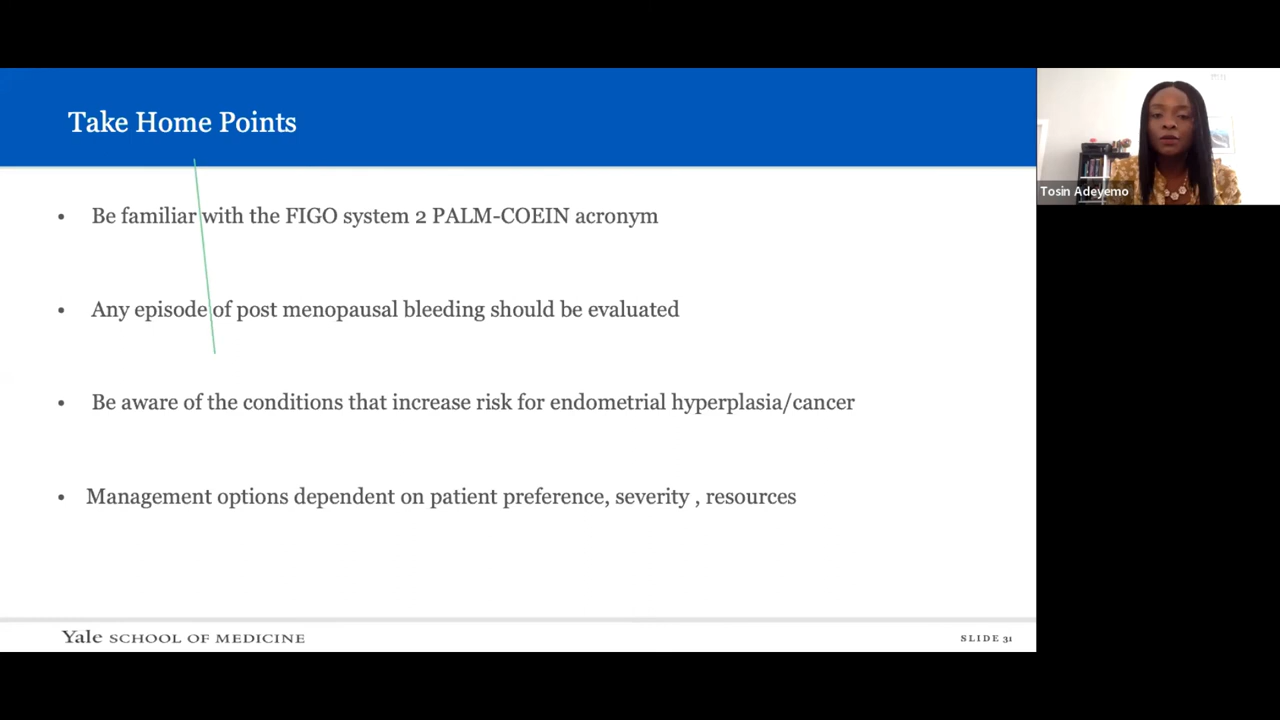 Take Home Points
• Be familiar with the FIGO system 2 PALM-COEIN acronym
• Any episode of post menopausal bleeding should be evaluated
• Be aware of the conditions that increase risk for endometrial hyperplasia/cancer
• Management options dependent on patient preference, severity , resources
Yale SCHOOL OF MEDICINE
SLIDE 31
Tosin Adeyemo